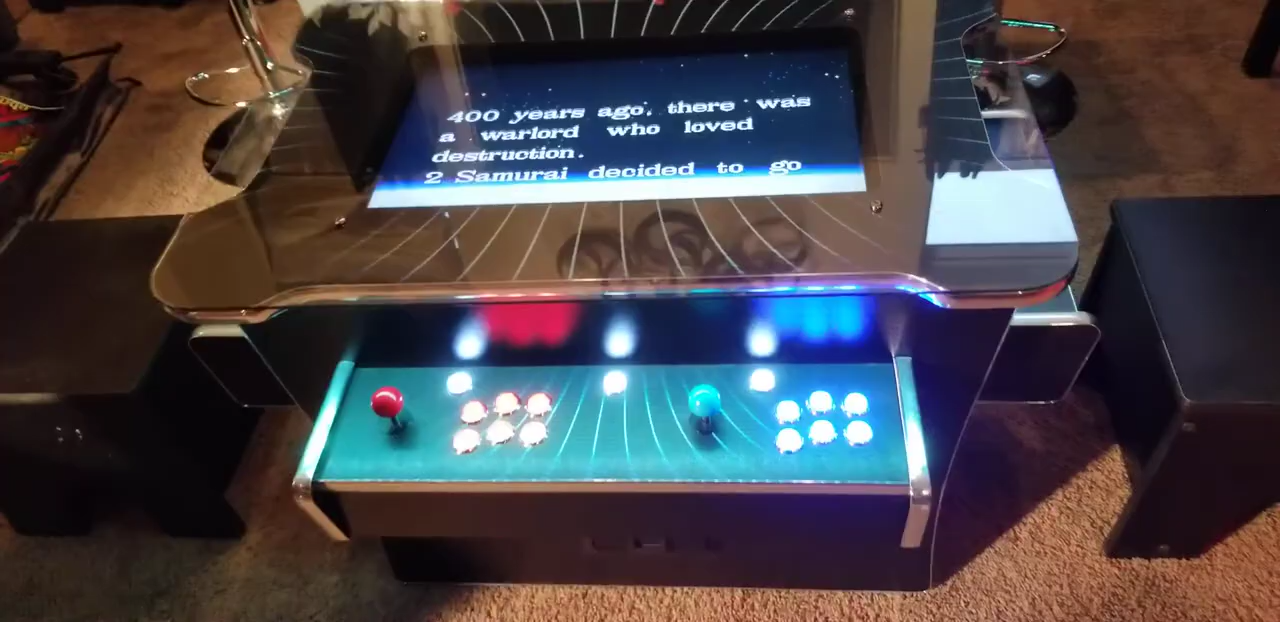 400 years ago, there was
a warlord who loved
destruction.
2 Samurai decided to go